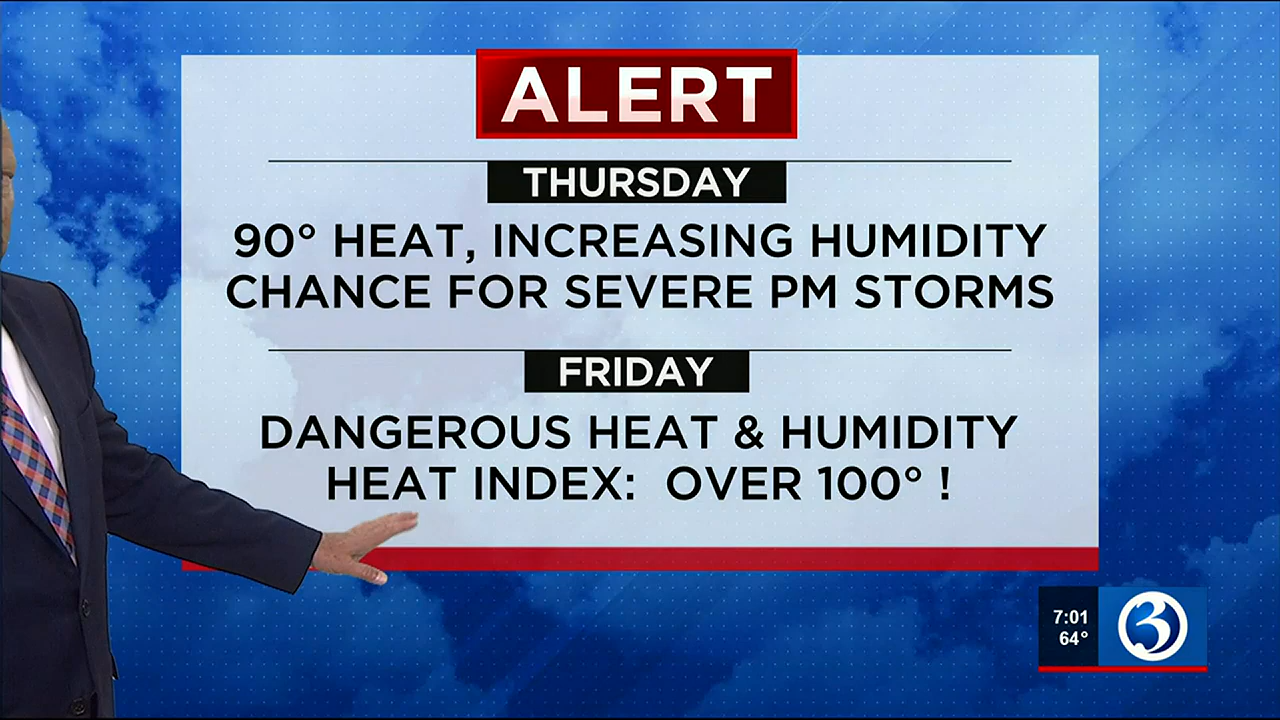 ALERT
THURSDAY
90° HEAT, INCREASING HUMIDITY
CHANCE FOR SEVERE PM STORMS
FRIDAY
DANGEROUS HEAT & HUMIDITY
HEAT INDEX:  OVER 100° !
7:01
64°
3